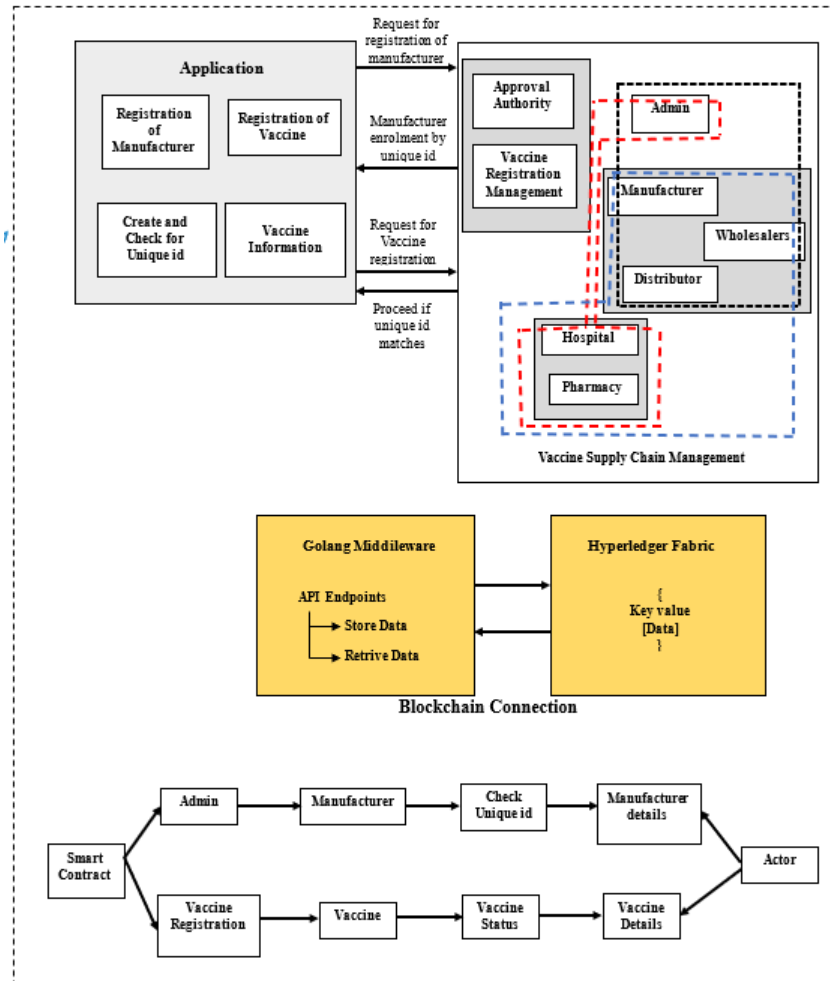 Request for
registration of
manufacturer
Application
Registration
of
Manufacturer
Registration of
Vaccine
Create and
Check for
Unique id
Vaccine
Information
Manufacturer
enrolment by
unique id
Request for
Vaccine
registration
Proceed if
unique id
matches
Approval
Authority
Vaccine
Registration
Management
Admin
Manufacturer
Wholesalers
Distributor
Hospital
Pharmacy
Vaccine Supply Chain Management
Golang Middleware
API Endpoints
Store Data
Retrive Data
Hyperledger Fabric
{
Key value
[Data]
}
Blockchain Connection
Smart
Contract
Admin
Manufacturer
Check
Unique id
Manufacturer
details
Actor
Vaccine
Registration
Vaccine
Vaccine
Status
Vaccine
Details